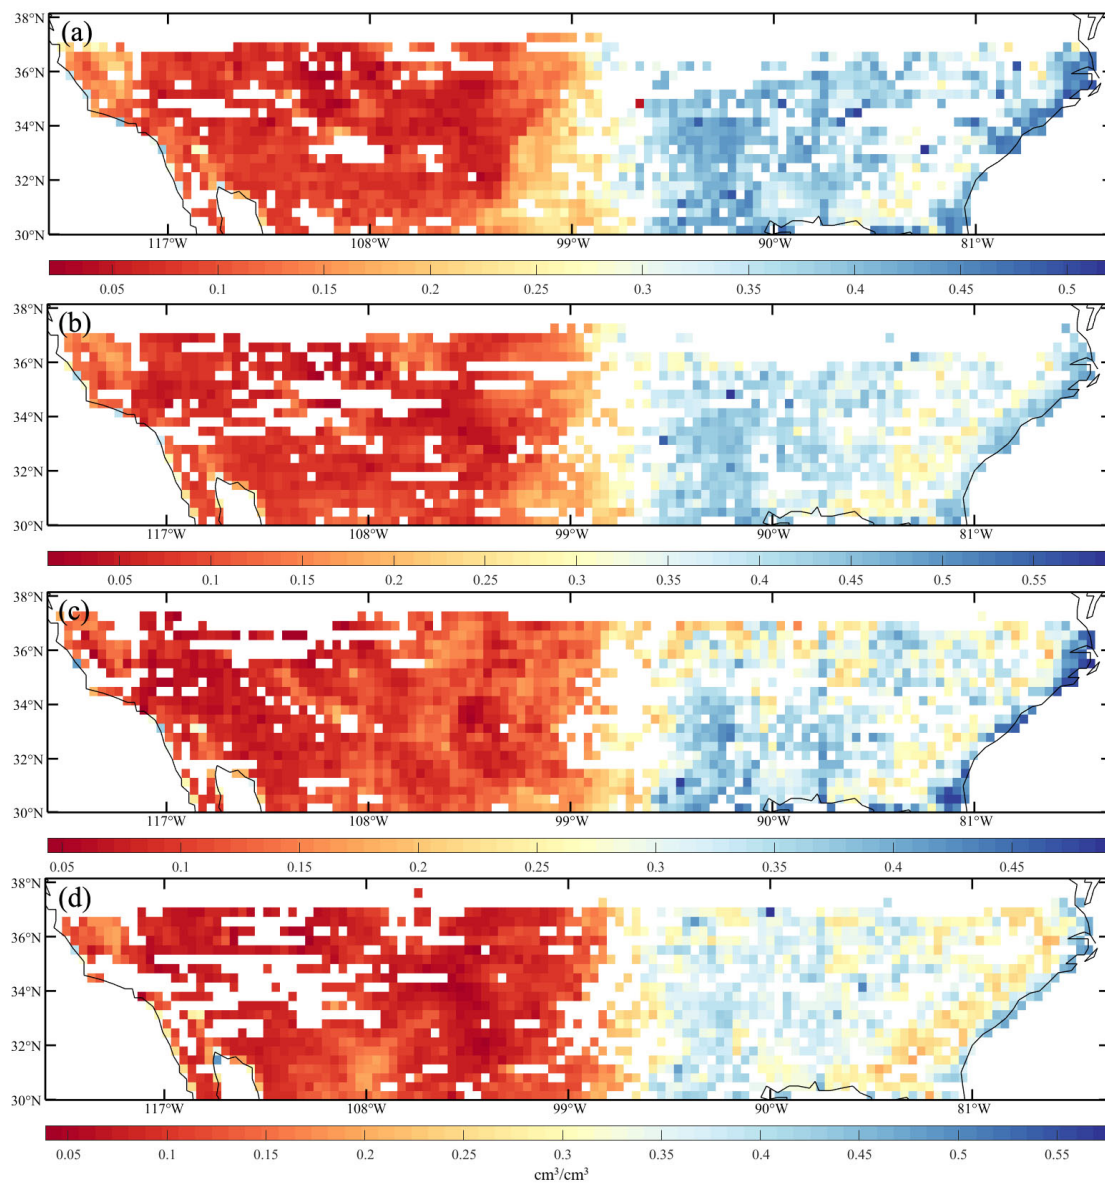 (a)
38°N
36°N
34°N
32°N
30°N
117°W 108°W 99°W 90°W 81°W
0.05 0.1 0.15 0.2 0.25 0.3 0.35 0.4 0.45 0.5
(b)
38°N
36°N
34°N
32°N
30°N
117°W 108°W 99°W 90°W 81°W
0.05 0.1 0.15 0.2 0.25 0.3 0.35 0.4 0.45 0.5 0.55
(c)
38°N
36°N
34°N
32°N
30°N
117°W 108°W 99°W 90°W 81°W
0.05 0.1 0.15 0.2 0.25 0.3 0.35 0.4 0.45
(d)
38°N
36°N
34°N
32°N
30°N
117°W 108°W 99°W 90°W 81°W
0.05 0.1 0.15 0.2 0.25 0.3 0.35 0.4 0.45 0.5 0.55
cm³/cm³